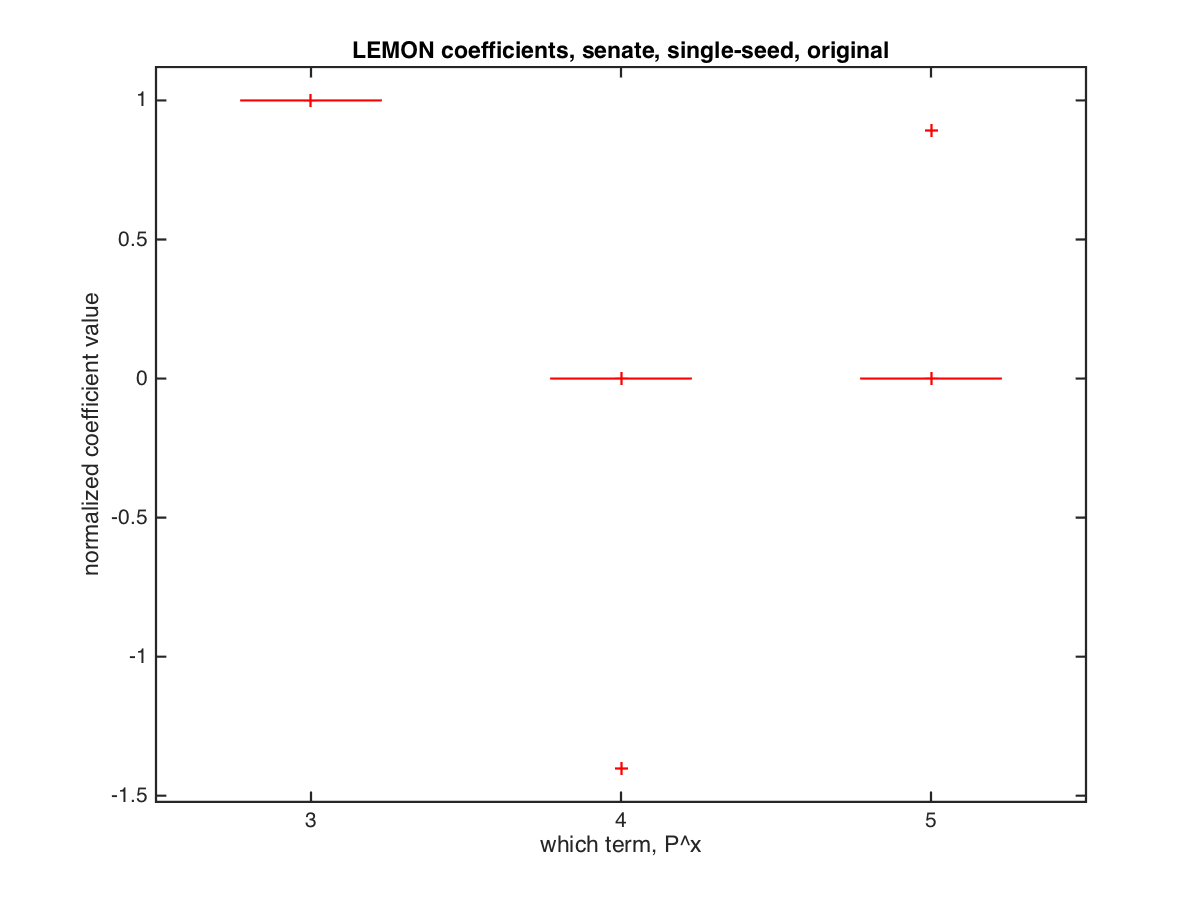 LEMON coefficients, senate, single-seed, original
1
0.5
0
-0.5
-1
-1.5
normalized coefficient value
3 4 5
which term, P^x